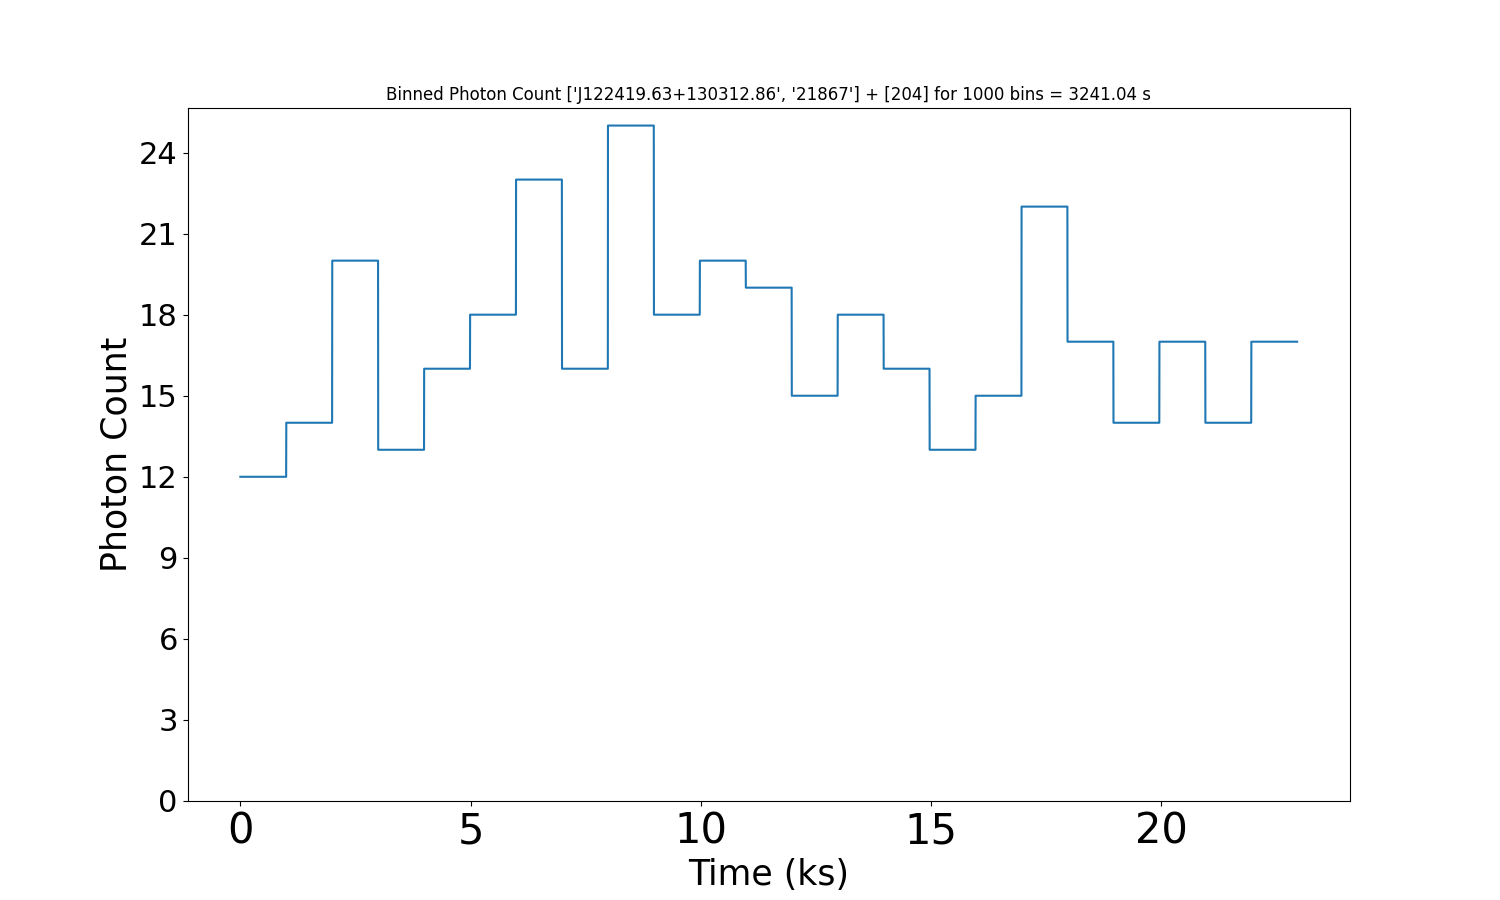 Binned Photon Count ['J122419.63+130312.86', '21867'] + [204] for 1000 bins = 3241.04 s
24
21
18
15
12
9
6
3
0
Photon Count
0 5 10 15 20
Time (ks)